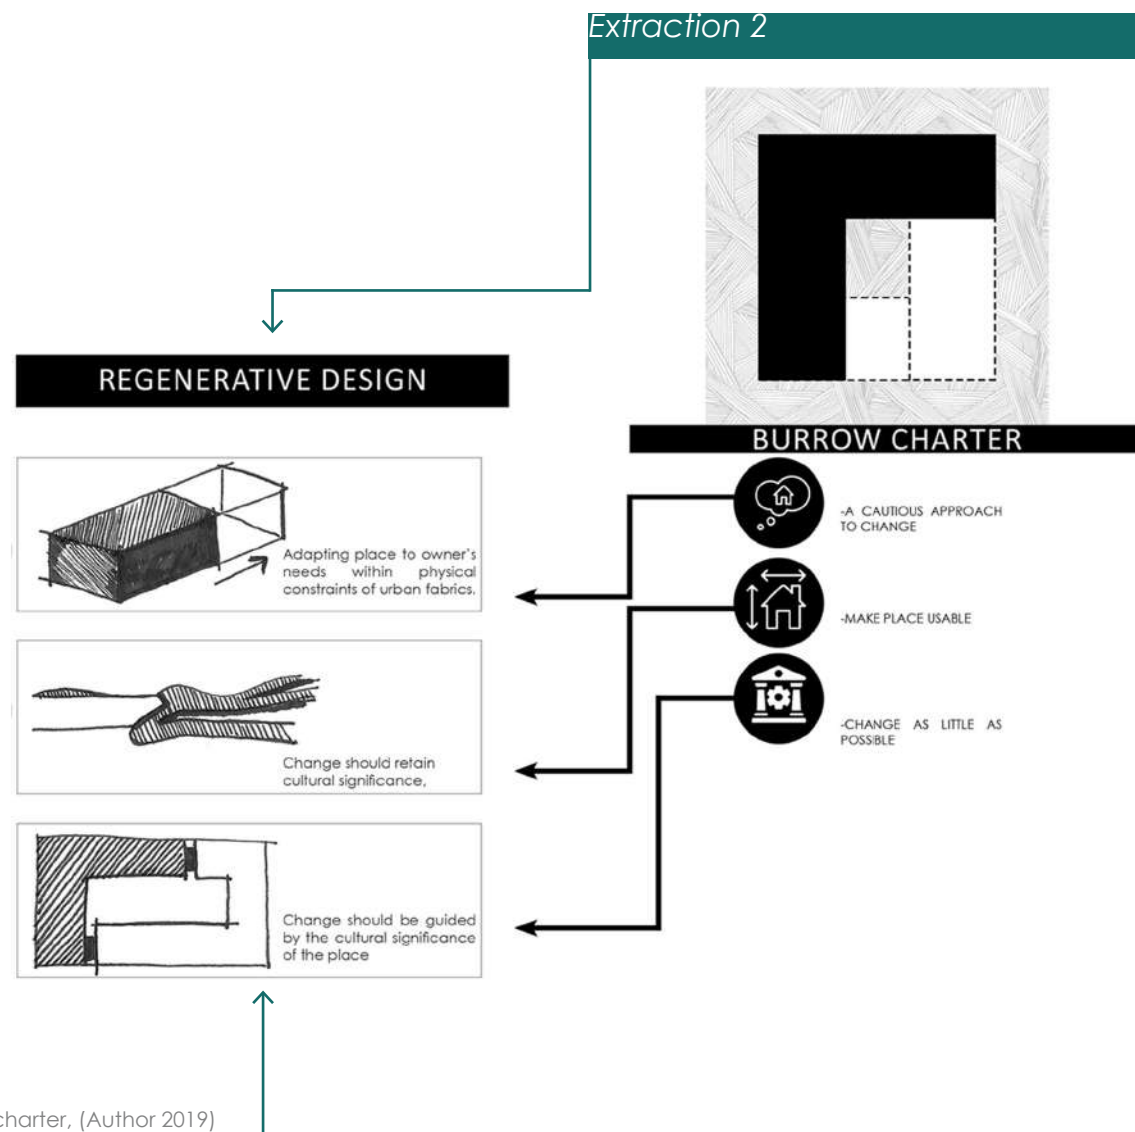 Extraction 2
REGENERATIVE DESIGN
Adapting place to owner's
needs within physical
constraints of urban fabrics.
Change should retain
cultural significance,
Change should be guided
by the cultural significance
of the place
BURROW CHARTER
-A CAUTIOUS APPROACH
TO CHANGE
-MAKE PLACE USABLE
-CHANGE AS LITTLE AS
POSSIBLE
charter, (Author 2019)